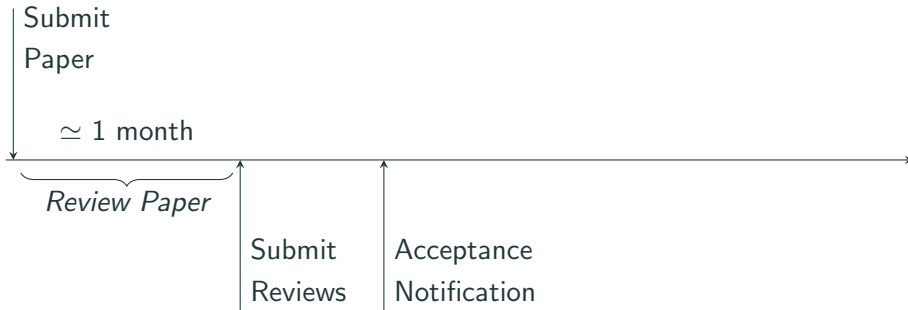 Submit
Paper
≃ 1 month
Review Paper
Submit
Reviews
Acceptance
Notification